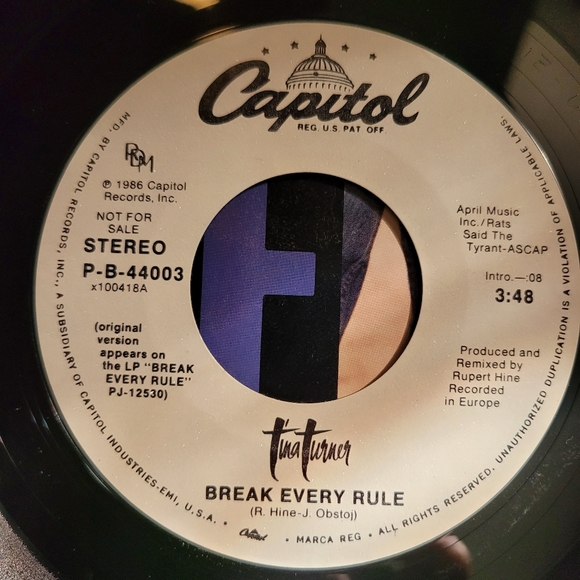 Capitol
REG. U.S. PAT. OFF
RDM
℗ 1986 Capitol
Records, Inc.
NOT FOR
SALE
STEREO
P-B-44003
x100418A
(original
version
appears on
the LP "BREAK
EVERY RULE"
PJ-12530)
April Music
Inc./Rats
Said The
Tyrant-ASCAP
Intro.—:08
3:48
Produced and
Remixed by
Rupert Hine
Recorded
in Europe
Tina Turner
BREAK EVERY RULE
(R. Hine-J. Obstoj)
MFD. BY CAPITOL RECORDS, INC., A SUBSIDIARY OF CAPITOL INDUSTRIES-EMI, U.S.A. • Capitol • MARCA REG • ALL RIGHTS RESERVED. UNAUTHORIZED DUPLICATION IS A VIOLATION OF APPLICABLE LAWS.